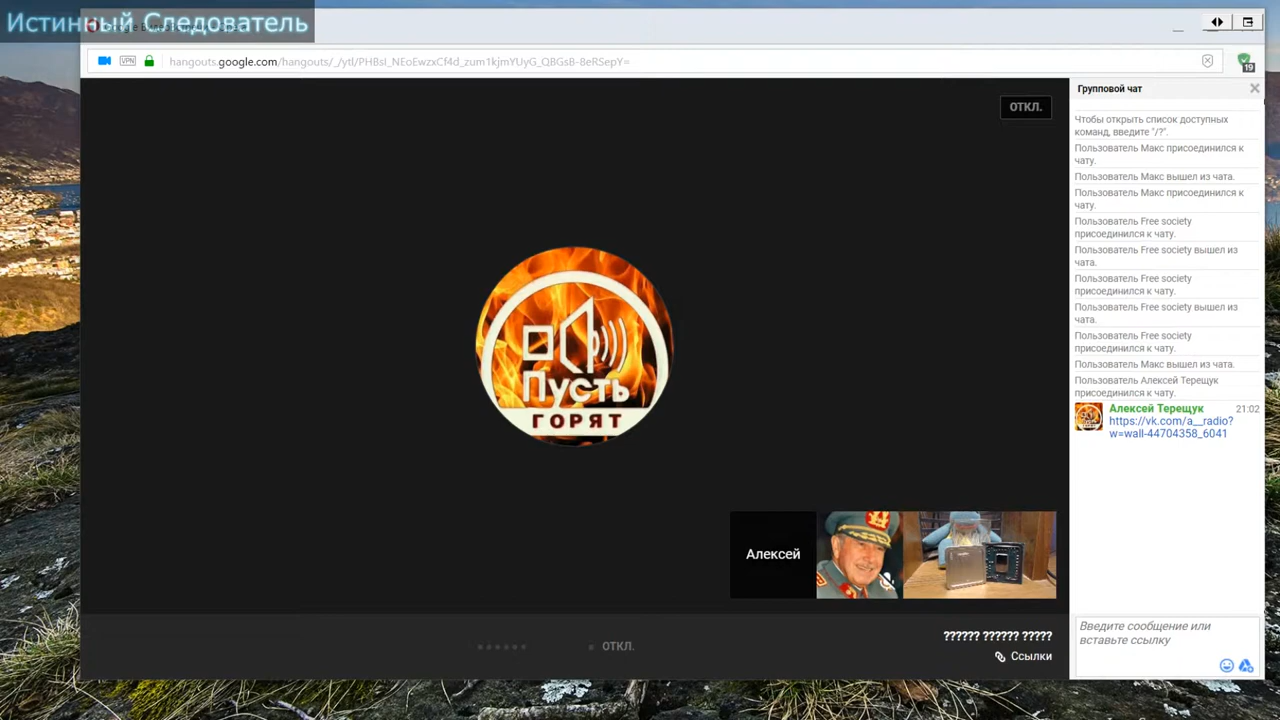 Истинный Следователь
VPN
hangouts.google.com/hangouts/_/ytl/PHBsI_NEoEwzxCf4d_zum1kjmYUyG_QBGsB-8eRSepY=
19
ОТКЛ.
Групповой чат
Чтобы открыть список доступных
команд, введите "/?".
Пользователь Макс присоединился к
чату.
Пользователь Макс вышел из чата.
Пользователь Макс присоединился к
чату.
Пользователь Free society
присоединился к чату.
Пользователь Free society вышел из
чата.
Пользователь Free society
присоединился к чату.
Пользователь Free society вышел из
чата.
Пользователь Free society
присоединился к чату.
Пользователь Макс вышел из чата.
Пользователь Алексей Терещук
присоединился к чату.
Алексей Терещук 21:02
https://vk.com/a__radio?
w=wall-44704358_6041
Пусть
ГОРЯТ
Алексей
?????? ?????? ?????
ОТКЛ.
Ссылки
Введите сообщение или
вставьте ссылку